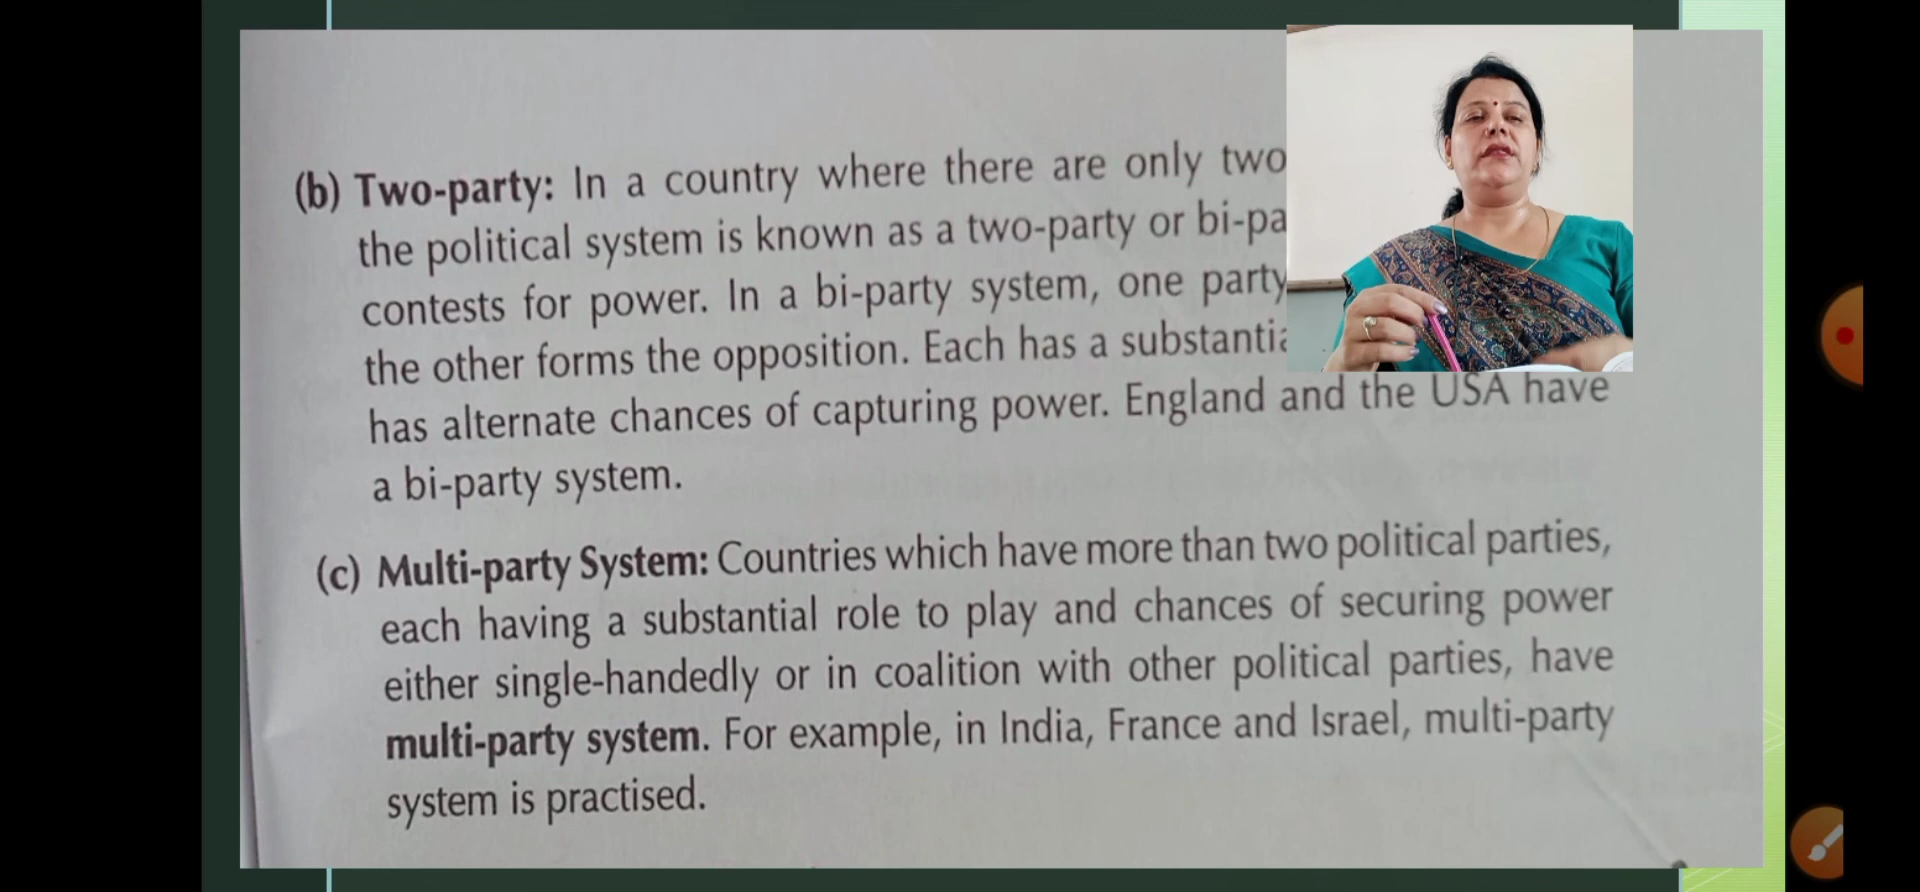 (b) Two-party: In a country where there are only two
the political system is known as a two-party or bi-pa
contests for power. In a bi-party system, one party
the other forms the opposition. Each has a substantia
has alternate chances of capturing power. England and the USA have
a bi-party system.
(c) Multi-party System: Countries which have more than two political parties,
each having a substantial role to play and chances of securing power
either single-handedly or in coalition with other political parties, have
multi-party system. For example, in India, France and Israel, multi-party
system is practised.